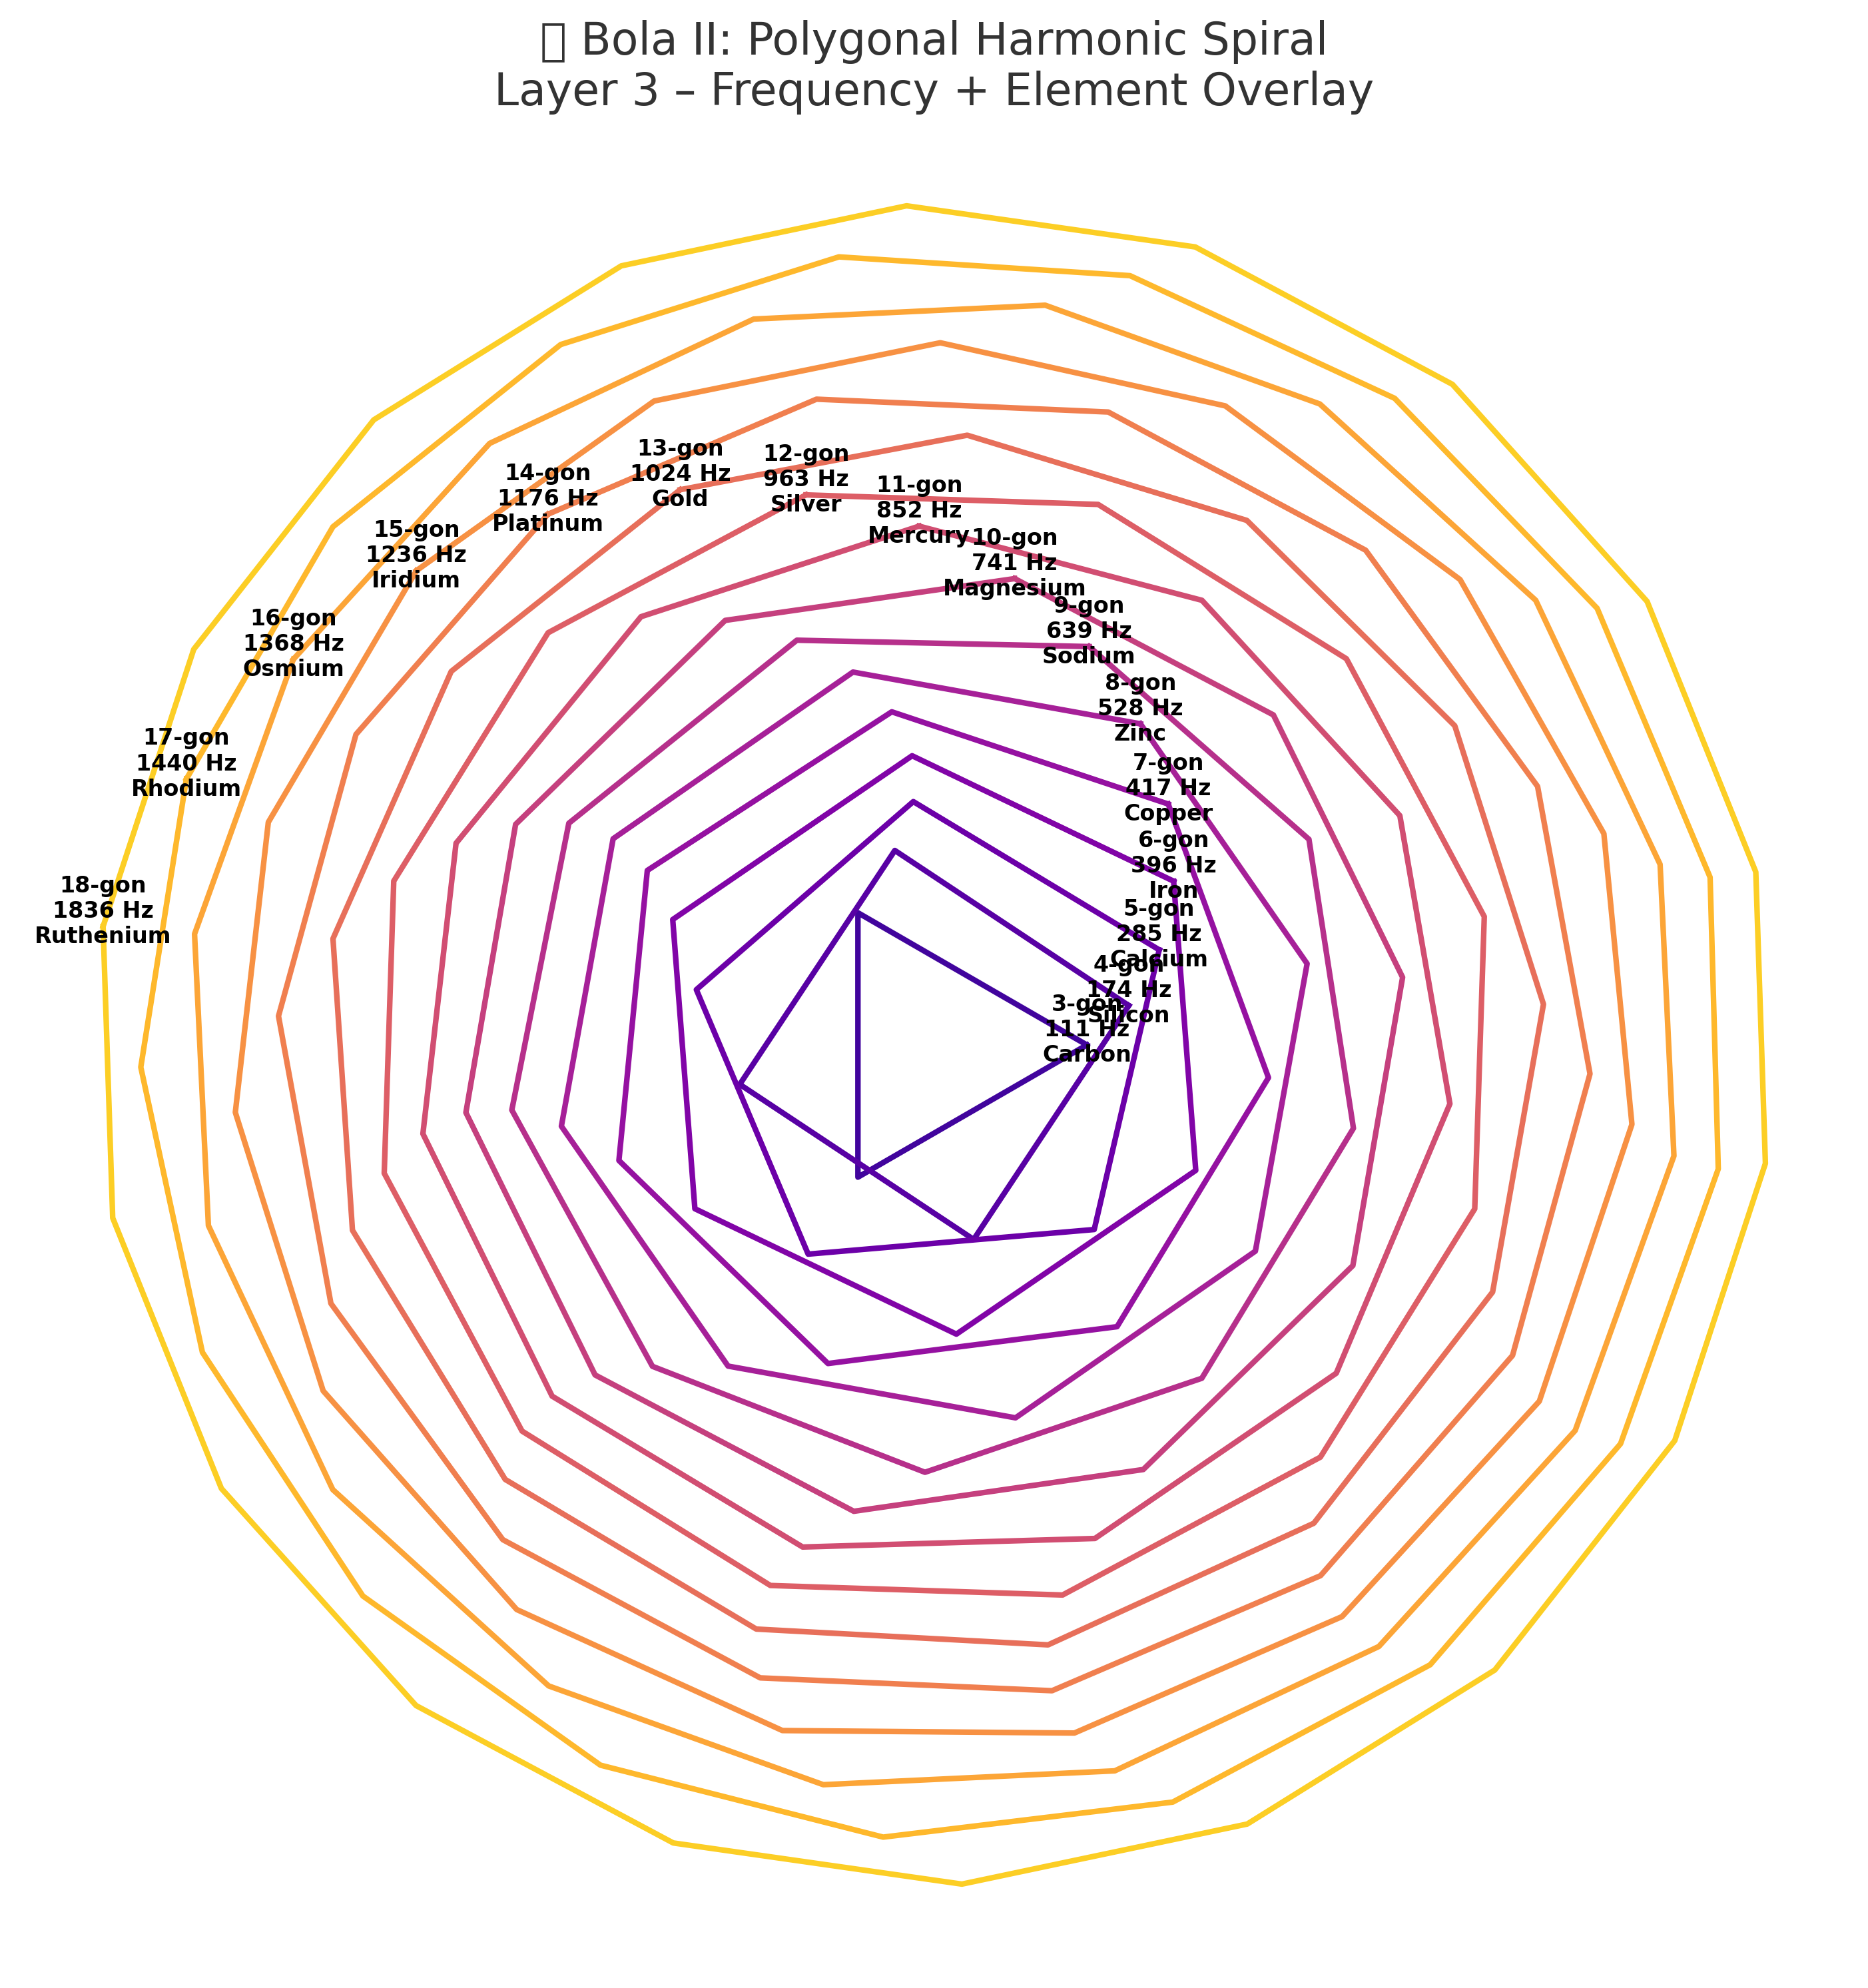 ▯ Bola II: Polygonal Harmonic Spiral
Layer 3 – Frequency + Element Overlay
13-gon
1024 Hz
Gold
12-gon
963 Hz
Silver
14-gon
1176 Hz
Platinum
11-gon
852 Hz
Mercury
15-gon
1236 Hz
Iridium
10-gon
741 Hz
Magnesium
9-gon
639 Hz
Sodium
16-gon
1368 Hz
Osmium
8-gon
528 Hz
Zinc
17-gon
1440 Hz
Rhodium
7-gon
417 Hz
Copper
6-gon
396 Hz
Iron
18-gon
1836 Hz
Ruthenium
5-gon
285 Hz
Calcium
4-gon
174 Hz
Silicon
3-gon
111 Hz
Carbon